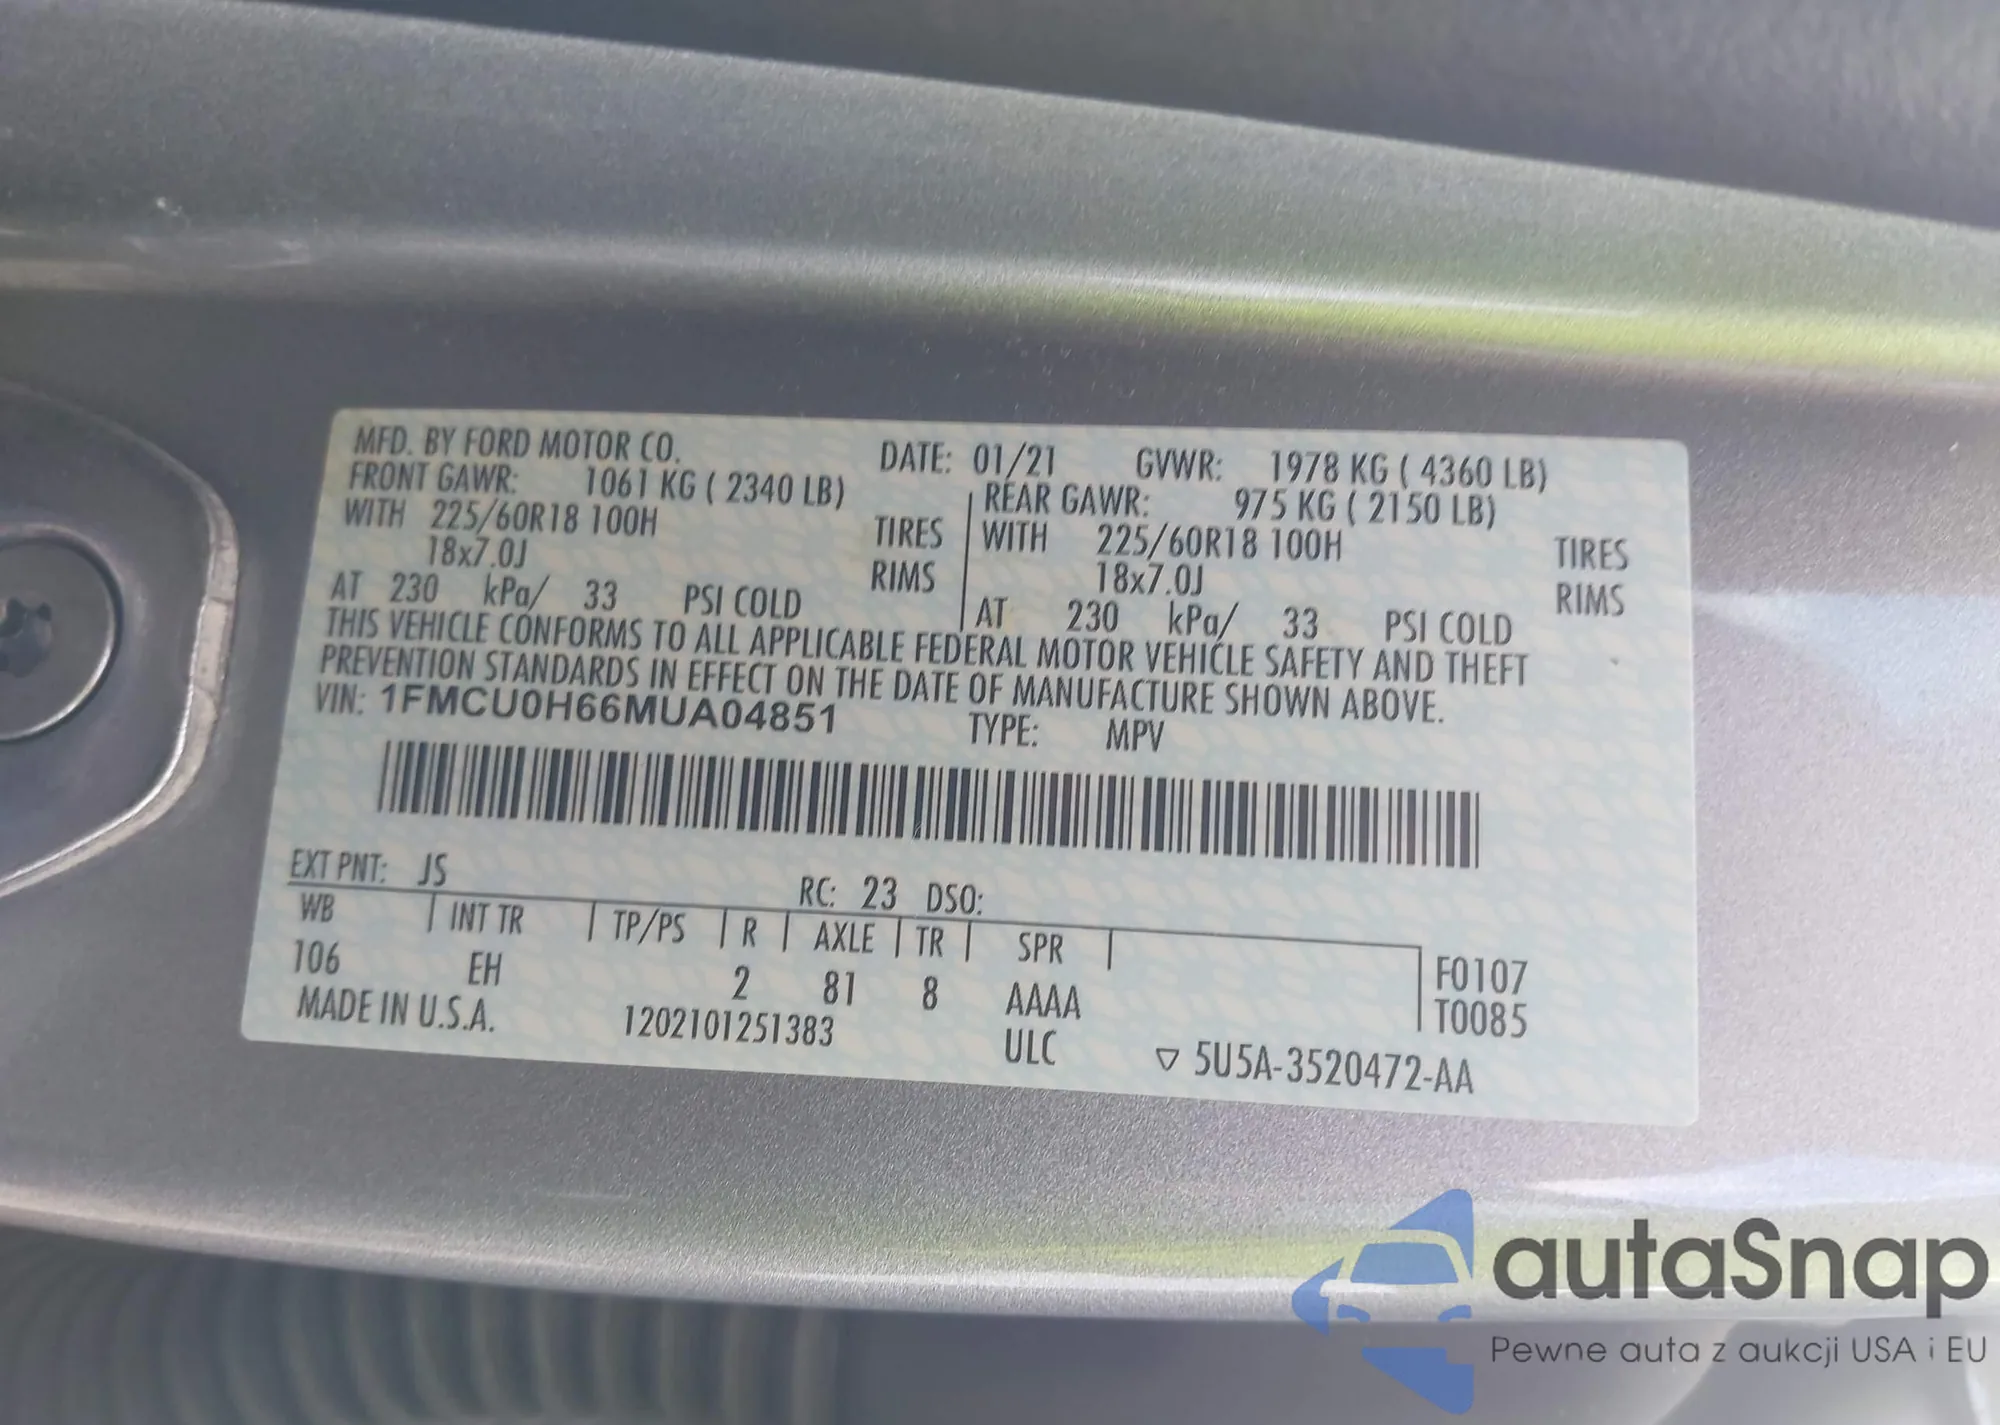 MFD. BY FORD MOTOR CO. DATE: 01/21 GVWR: 1978 KG ( 4360 LB)
FRONT GAWR: 1061 KG ( 2340 LB) REAR GAWR: 975 KG ( 2150 LB)
WITH 225/60R18 100H TIRES WITH 225/60R18 100H TIRES
18x7.0J RIMS 18x7.0J RIMS
AT 230 kPa/ 33 PSI COLD AT 230 kPa/ 33 PSI COLD
THIS VEHICLE CONFORMS TO ALL APPLICABLE FEDERAL MOTOR VEHICLE SAFETY AND THEFT
PREVENTION STANDARDS IN EFFECT ON THE DATE OF MANUFACTURE SHOWN ABOVE.
VIN: 1FMCU0H66MUA04851 TYPE: MPV
EXT PNT: JS RC: 23 DSO:
WB INT TR TP/PS R AXLE TR SPR F0107
106 EH 2 81 8 AAAA T0085
MADE IN U.S.A. 1202101251383 ULC ▽ 5U5A-3520472-AA
autaSnap
Pewne auta z aukcji USA i EU